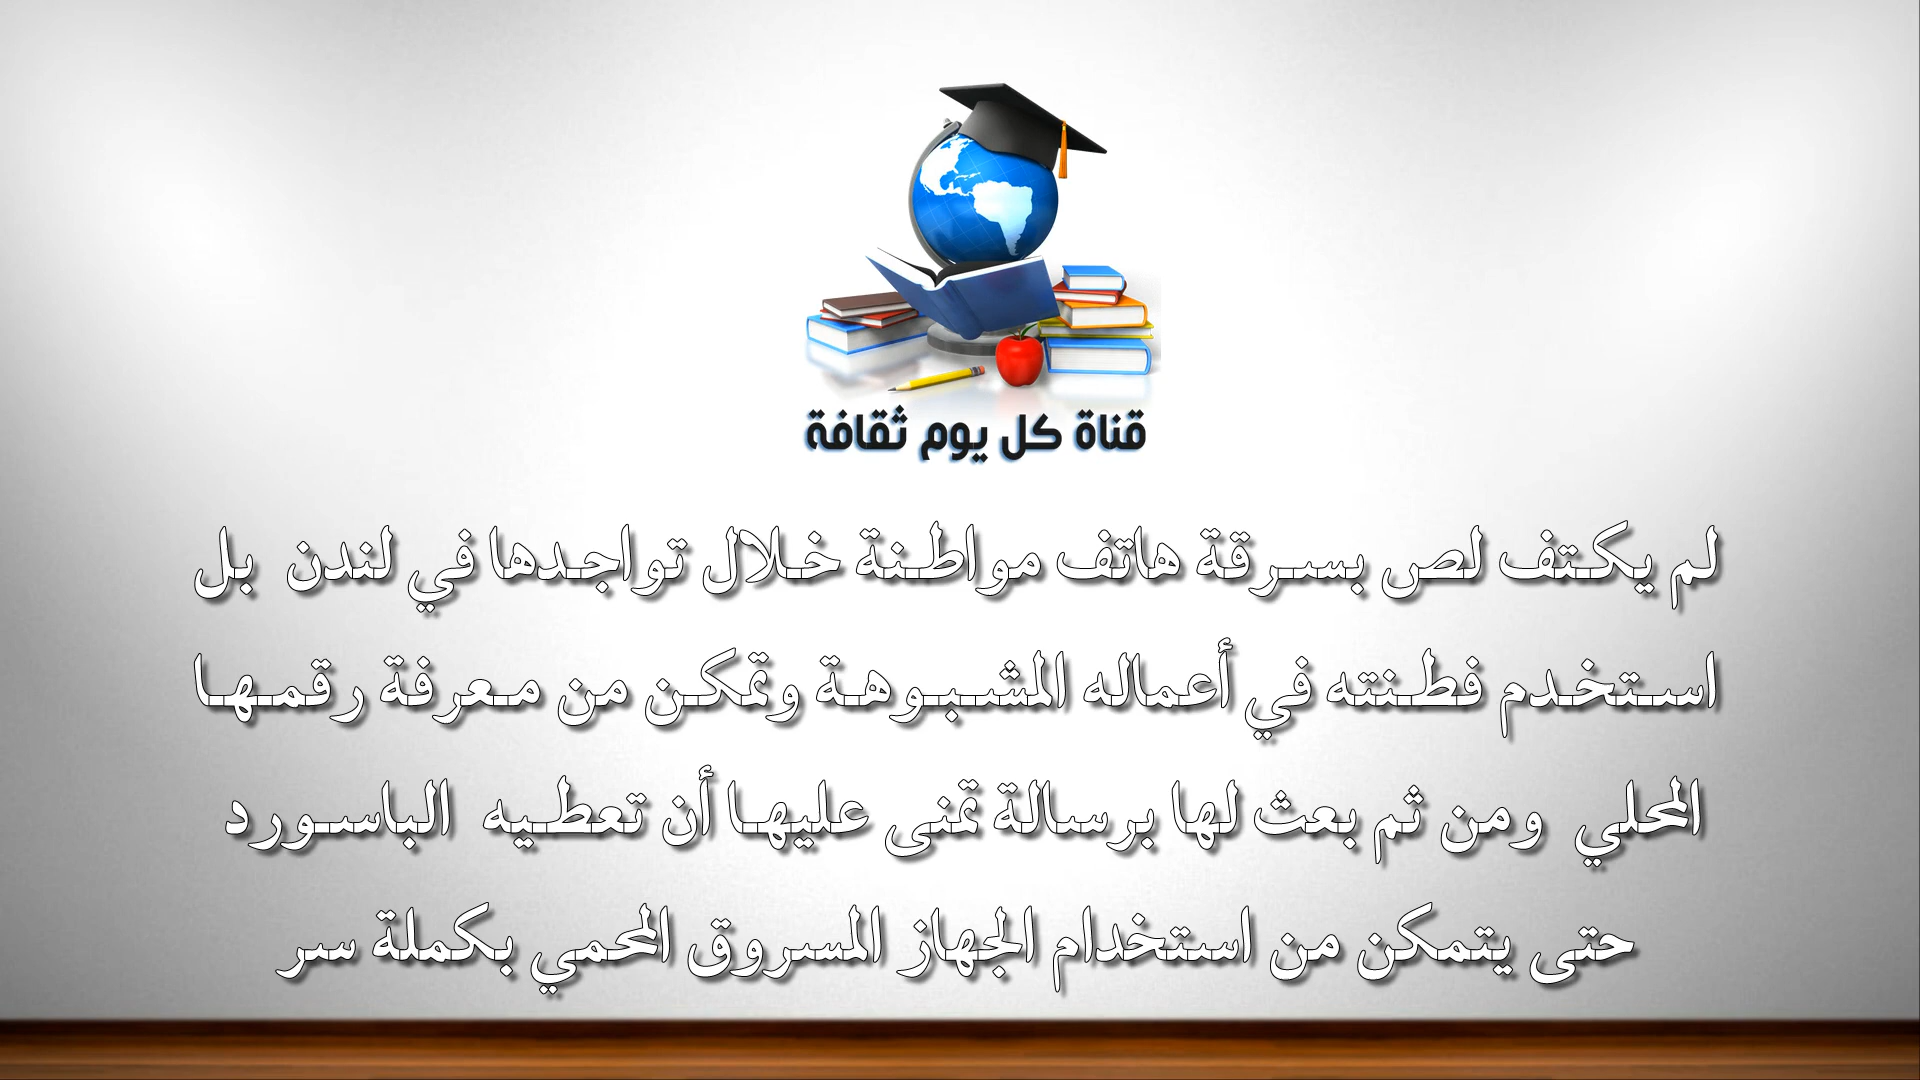 قناة كل يوم ثقافة
لم يكتف لص بسرقة هاتف مواطنة خلال تواجدها في لندن بل
استخدم فطنته في أعماله المشبوهة وتمكن من معرفة رقمها
المحلي ومن ثم بعث لها برسالة تمنى عليها أن تعطيه الباسورد
حتى يتمكن من استخدام الجهاز المسروق المحمي بكملة سر